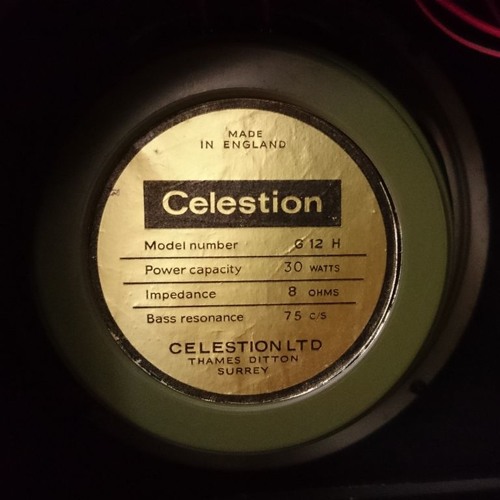 MADE
IN ENGLAND
Celestion
Model number G 12 H
Power capacity 30 WATTS
Impedance 8 OHMS
Bass resonance 75 C/S
CELESTION LTD
THAMES DITTON
SURREY